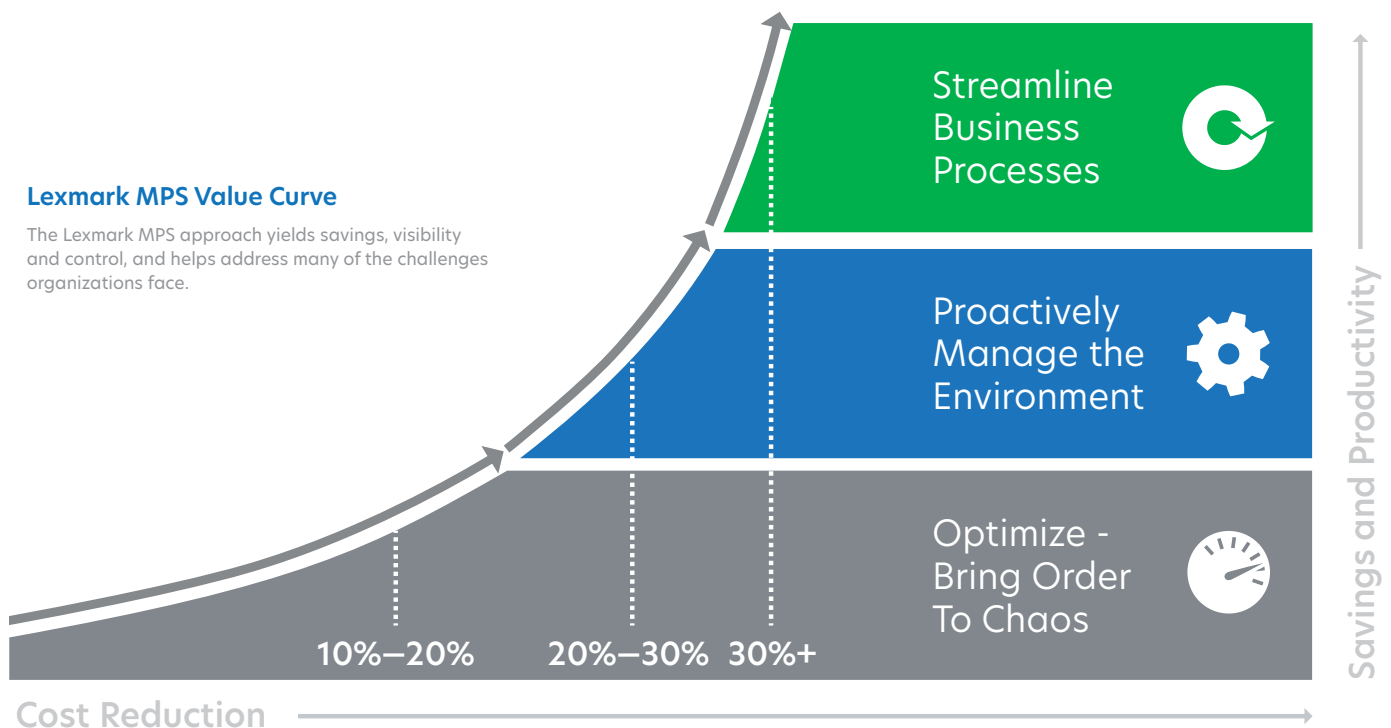 Lexmark MPS Value Curve
The Lexmark MPS approach yields savings, visibility
and control, and helps address many of the challenges
organizations face.
Streamline
Business
Processes
Proactively
Manage the
Environment
Optimize -
Bring Order
To Chaos
10%—20%
20%—30%
30%+
Cost Reduction
Savings and Productivity